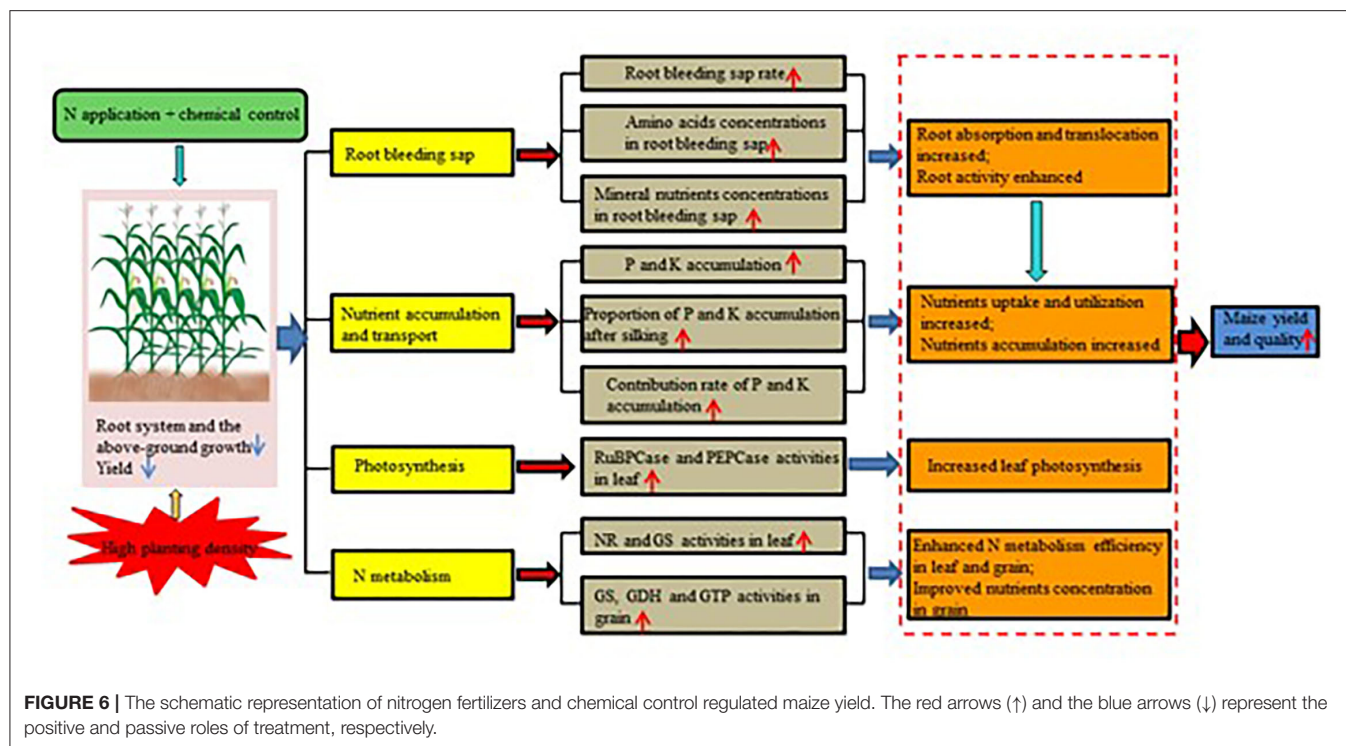 N application + chemical control
Root system and the
above-ground growth↓
Yield ↓
High planting density
Root bleeding sap
Nutrient accumulation
and transport
Photosynthesis
N metabolism
Root bleeding sap rate↑
Amino acids concentrations
in root bleeding sap↑
Mineral nutrients concentrations
in root bleeding sap ↑
P and K accumulation ↑
Proportion of P and K accumulation
after silking ↑
Contribution rate of P and K
accumulation ↑
RuBPCase and PEPCase activities
in leaf ↑
NR and GS activities in leaf↑
GS, GDH and GTP activities in
grain ↑
Root absorption and translocation
increased;
Root activity enhanced
Nutrients uptake and utilization
increased;
Nutrients accumulation increased
Increased leaf photosynthesis
Enhanced N metabolism efficiency
in leaf and grain;
Improved nutrients concentration
in grain
Maize yield
and quality↑
FIGURE 6 | The schematic representation of nitrogen fertilizers and chemical control regulated maize yield. The red arrows (↑) and the blue arrows (↓) represent the
positive and passive roles of treatment, respectively.